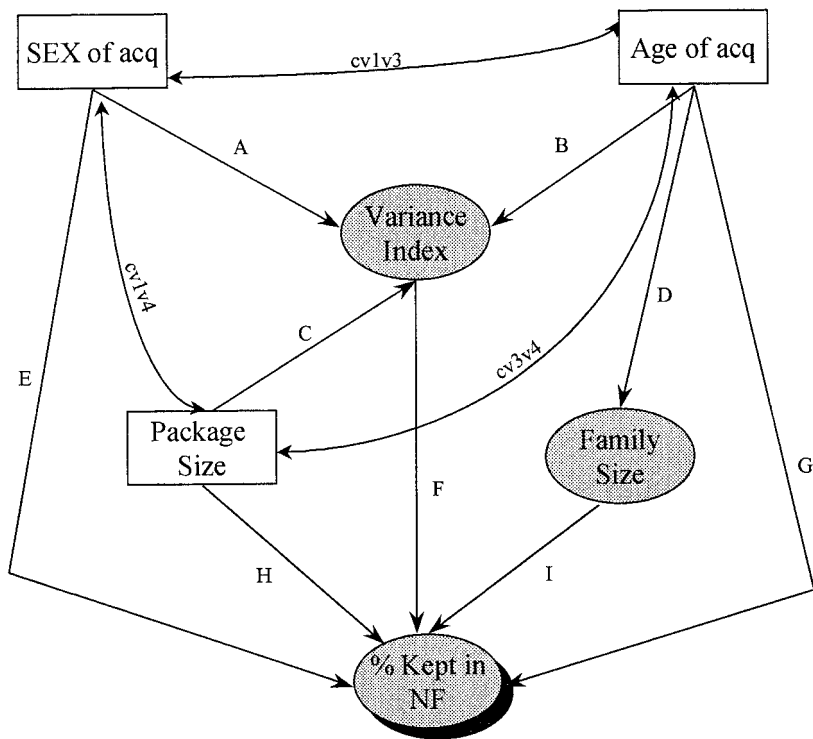 SEX of acq
cv1v3
Age of acq
A
B
Variance
Index
cv1v4
C
D
cv3v4
E
Package
Size
Family
Size
F
G
H
I
% Kept in
NF